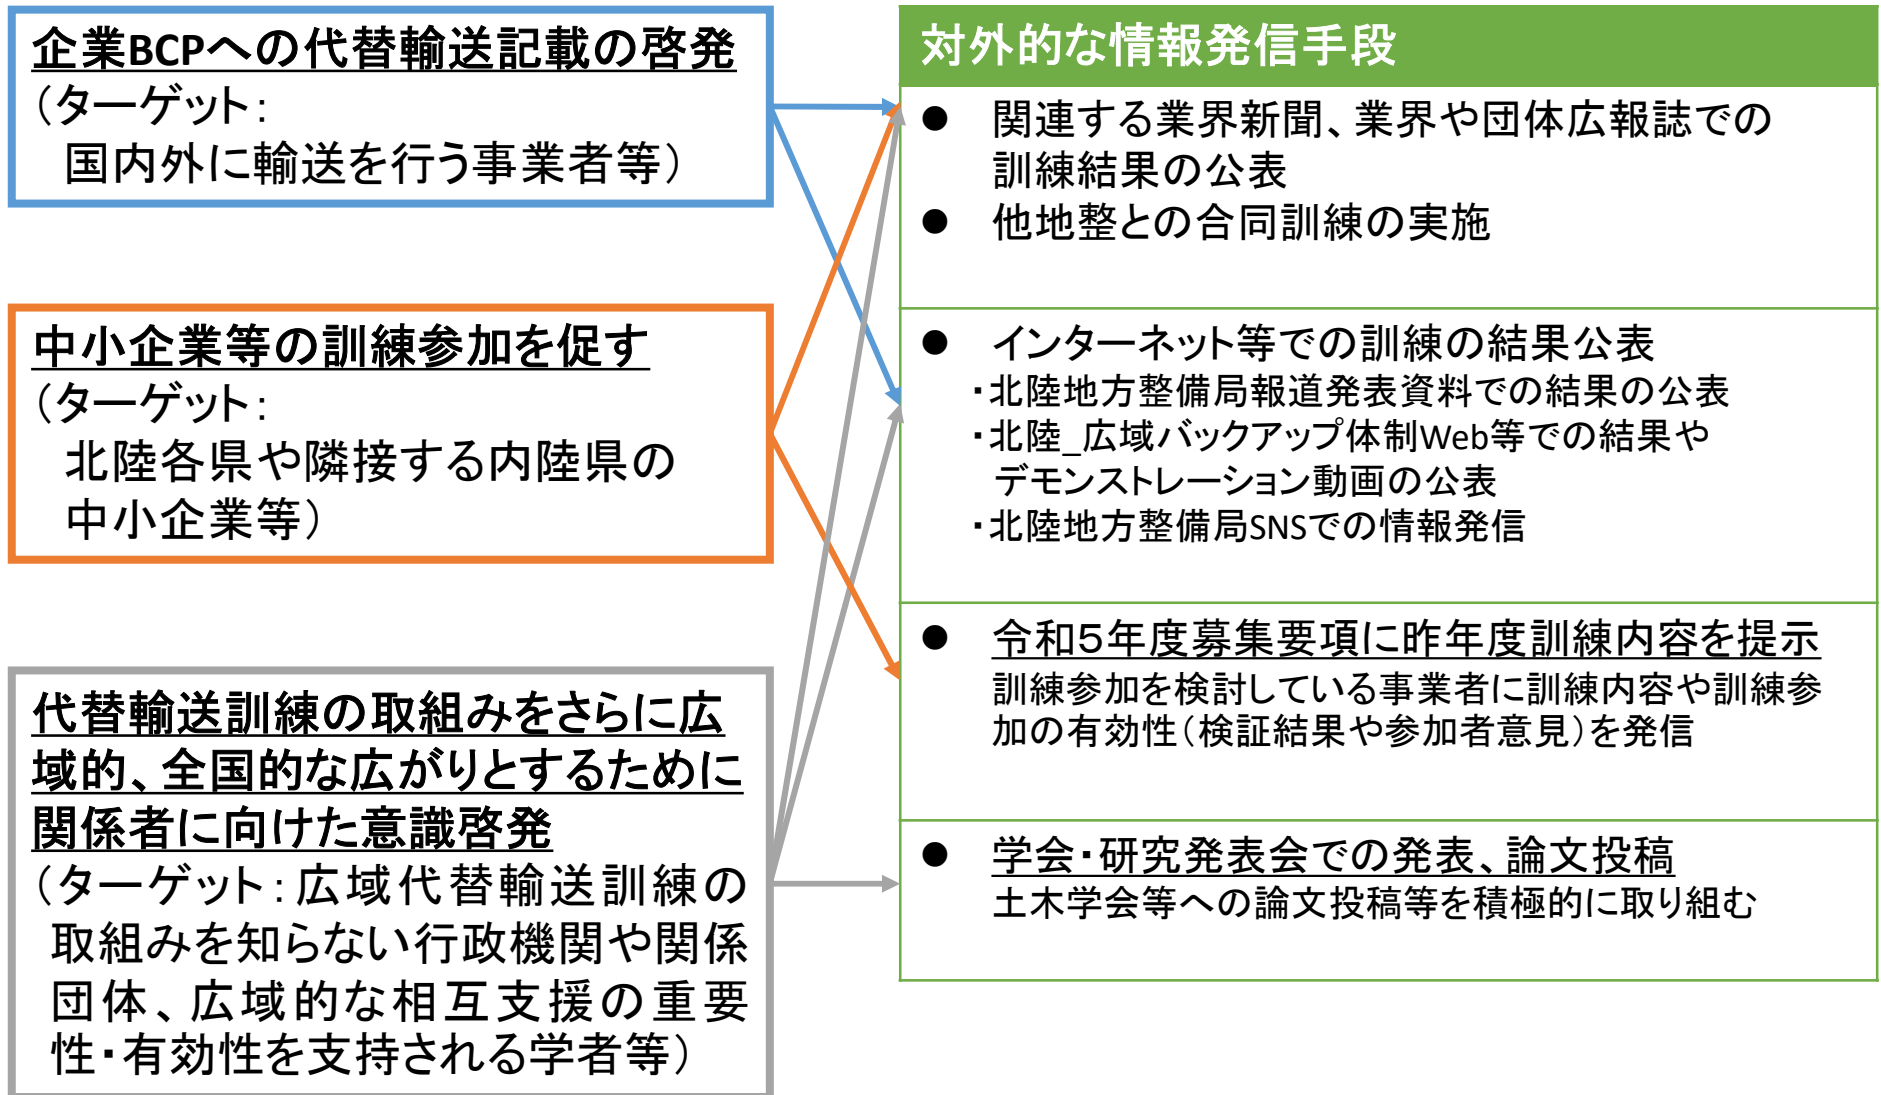 企業BCPへの代替輸送記載の啓発
（ターゲット：
国内外に輸送を行う事業者等）
中小企業等の訓練参加を促す
（ターゲット：
北陸各県や隣接する内陸県の
中小企業等）
代替輸送訓練の取組みをさらに広
域的、全国的な広がりとするために
関係者に向けた意識啓発
（ターゲット：広域代替輸送訓練の
取組みを知らない行政機関や関係
団体、広域的な相互支援の重要
性・有効性を支持される学者等）
対外的な情報発信手段
● 関連する業界新聞、業界や団体広報誌での
訓練結果の公表
● 他地整との合同訓練の実施
● インターネット等での訓練の結果公表
・北陸地方整備局報道発表資料での結果の公表
・北陸_広域バックアップ体制Web等での結果や
デモンストレーション動画の公表
・北陸地方整備局SNSでの情報発信
● 令和５年度募集要項に昨年度訓練内容を提示
訓練参加を検討している事業者に訓練内容や訓練参
加の有効性（検証結果や参加者意見）を発信
● 学会・研究発表会での発表、論文投稿
土木学会等への論文投稿等を積極的に取り組む